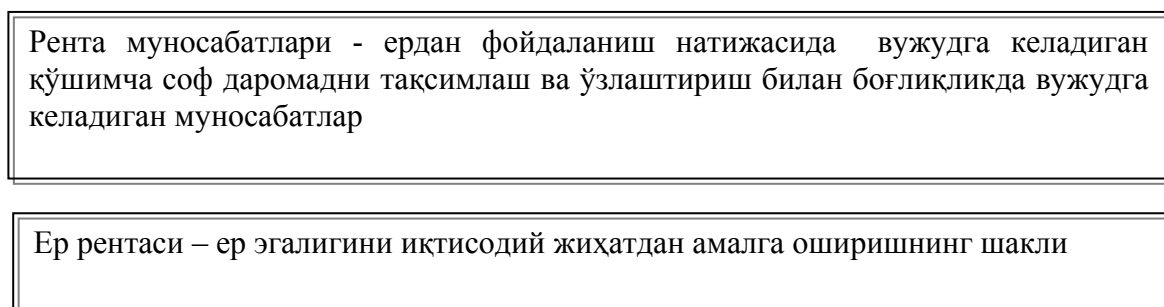 Рента муносабатлари - ердан фойдаланиш натижасида вужудга келадиган
қўшимча соф даромадни тақсимлаш ва ўзлаштириш билан боғлиқликда вужудга
келадиган муносабатлар
Ер рентаси – ер эгалигини иқтисодий жиҳатдан амалга оширишнинг шакли